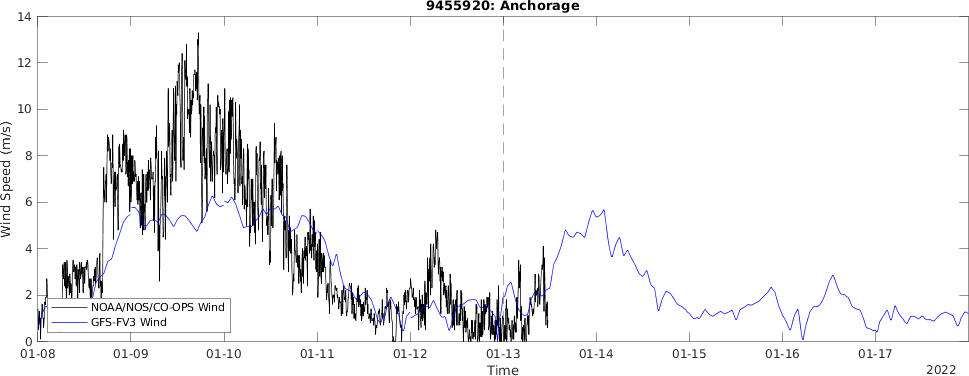 9455920: Anchorage
14
12
10
8
6
4
2
0
Wind Speed (m/s)
NOAA/NOS/CO-OPS Wind
GFS-FV3 Wind
01-08 01-09 01-10 01-11 01-12 01-13 01-14 01-15 01-16 01-17
Time
2022